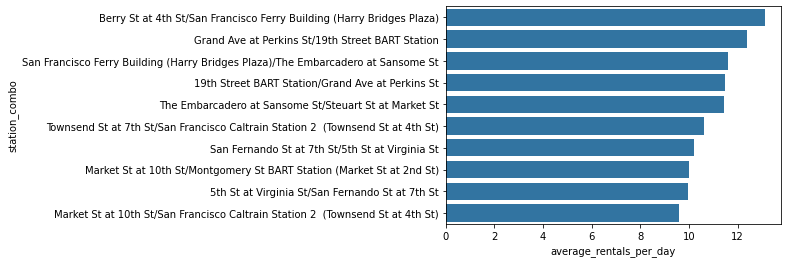 Berry St at 4th St/San Francisco Ferry Building (Harry Bridges Plaza)
Grand Ave at Perkins St/19th Street BART Station
San Francisco Ferry Building (Harry Bridges Plaza)/The Embarcadero at Sansome St
19th Street BART Station/Grand Ave at Perkins St
The Embarcadero at Sansome St/Steuart St at Market St
Townsend St at 7th St/San Francisco Caltrain Station 2  (Townsend St at 4th St)
San Fernando St at 7th St/5th St at Virginia St
Market St at 10th St/Montgomery St BART Station (Market St at 2nd St)
5th St at Virginia St/San Fernando St at 7th St
Market St at 10th St/San Francisco Caltrain Station 2  (Townsend St at 4th St)
station_combo
0 2 4 6 8 10 12
average_rentals_per_day